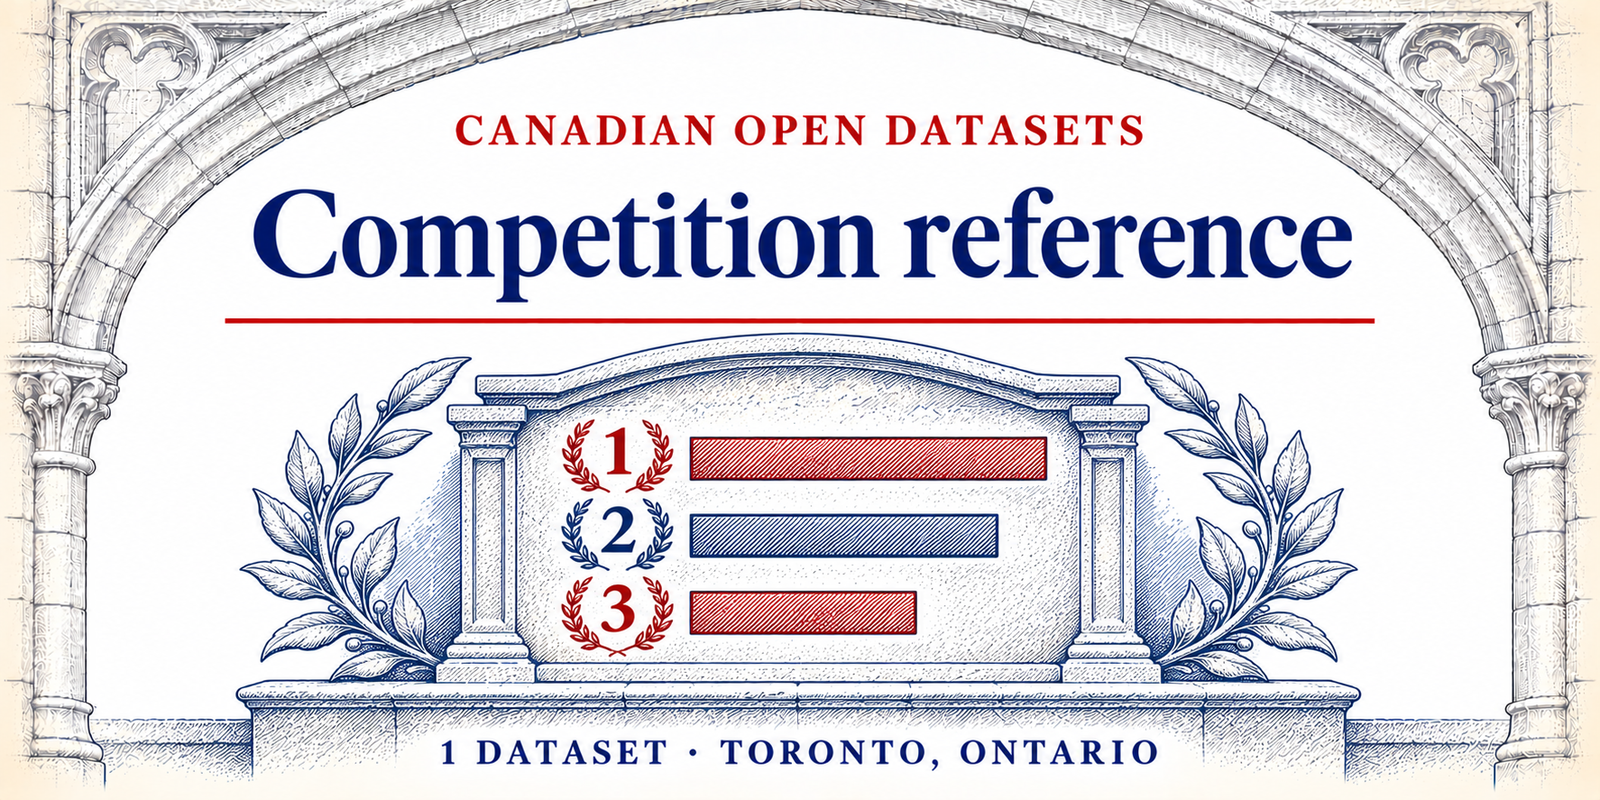 CANADIAN OPEN DATASETS
Competition reference
1
2
3
1 DATASET · TORONTO, ONTARIO